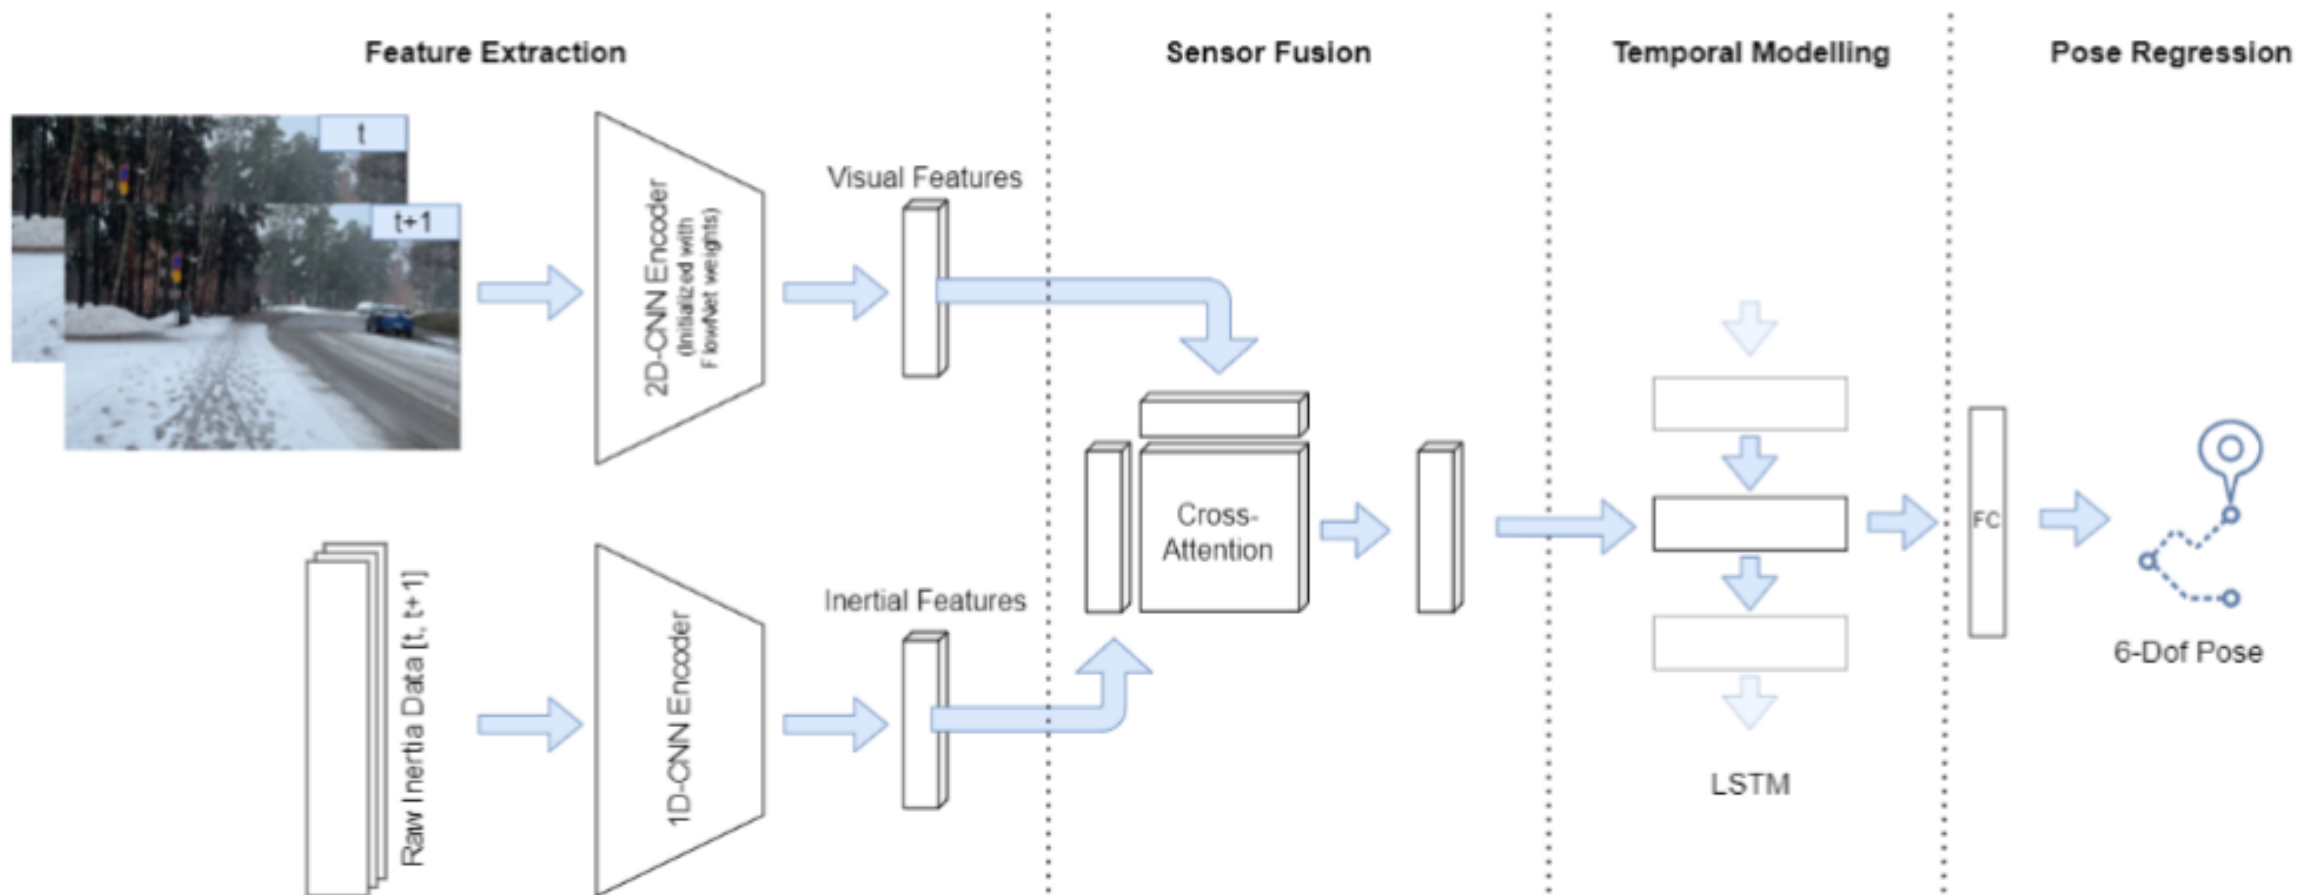 Feature Extraction
Sensor Fusion
Temporal Modelling
Pose Regression
t
t+1
2D-CNN Encoder
(Initialized with
FlowNet weights)
Visual Features
Raw Inertia Data [t, t+1]
1D-CNN Encoder
Inertial Features
Cross-
Attention
LSTM
FC
6-Dof Pose